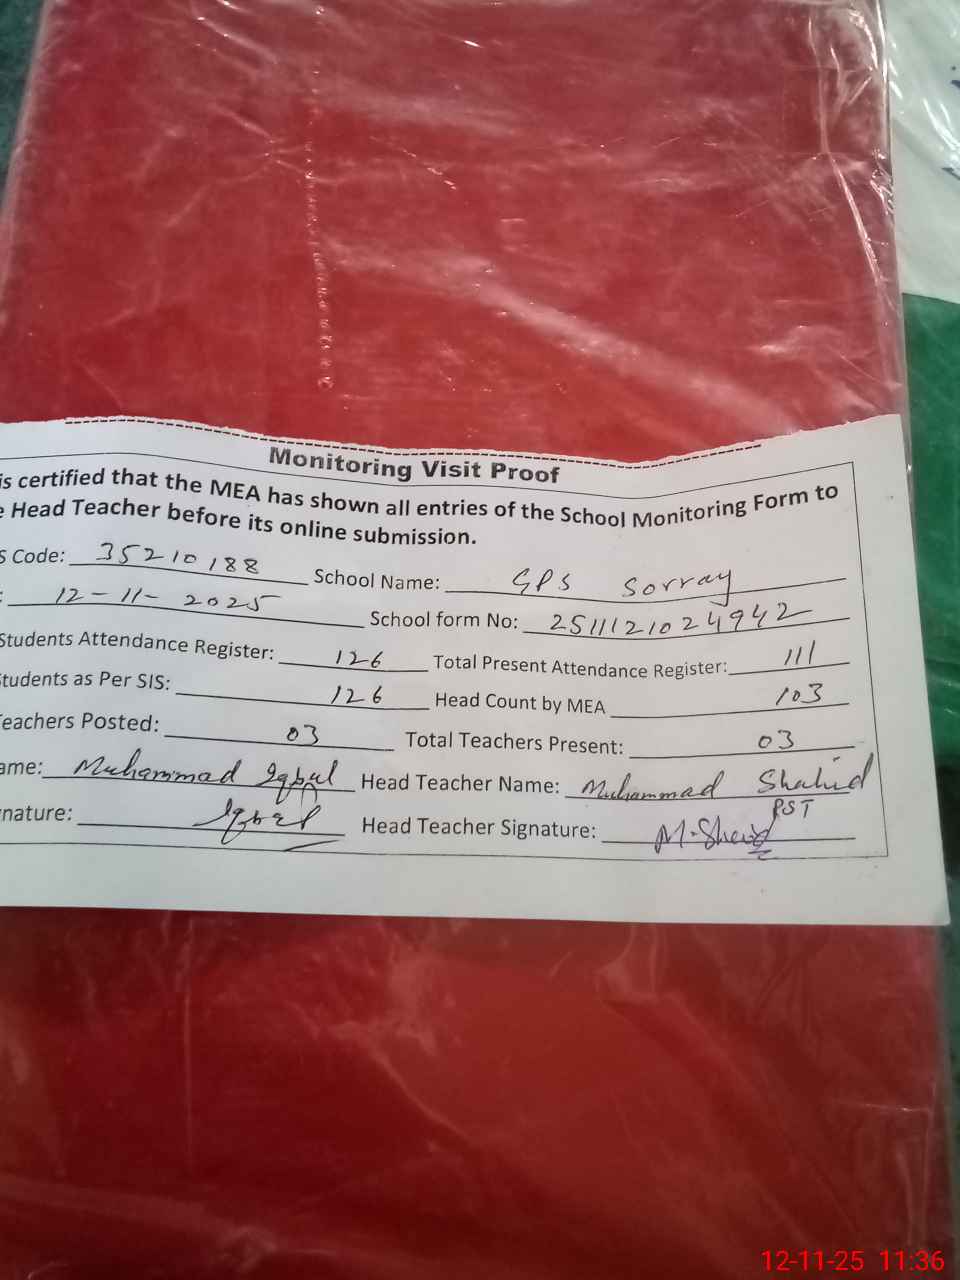 Monitoring Visit Proof
is certified that the MEA has shown all entries of the School Monitoring Form to
e Head Teacher before its online submission.
S Code: 35210188 School Name: GPS Sorray
: 12-11-2025 School form No: 251112102 4942
Students Attendance Register: 126 Total Present Attendance Register: 111
Students as Per SIS: 126 Head Count by MEA 103
Teachers Posted: 03 Total Teachers Present: 03
ame: Muhammad Iqbal Head Teacher Name: Muhammad Shahid
PST
nature: Iqbal Head Teacher Signature: M. Shahid
12-11-25 11:36